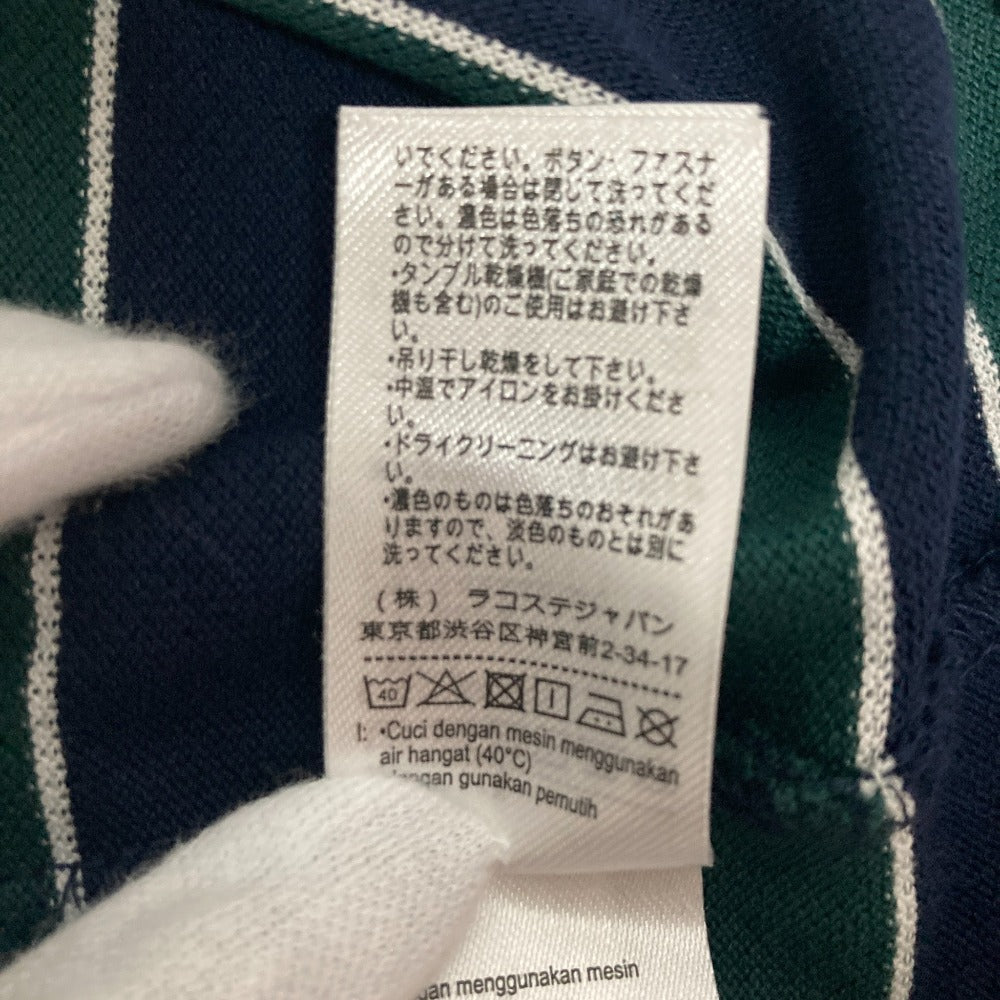 いでください。ボタン・ファスナ
ーがある場合は閉じて洗ってくだ
さい。濃色は色落ちの恐れがある
ので分けて洗ってください。
・タンブル乾燥機(ご家庭での乾燥
機も含む)のご使用はお避け下さ
い。
・吊り干し乾燥をして下さい。
・中温でアイロンをお掛けくださ
い。
・ドライクリーニングはお避け下さ
い。
・濃色のものは色落ちのおそれがあ
りますので、淡色のものとは別に
洗ってください。
(株) ラコステジャパン
東京都渋谷区神宮前2-34-17
40
I: •Cuci dengan mesin menggunakan
air hangat (40°C)
gunakan pemutih
menggunakan mesin